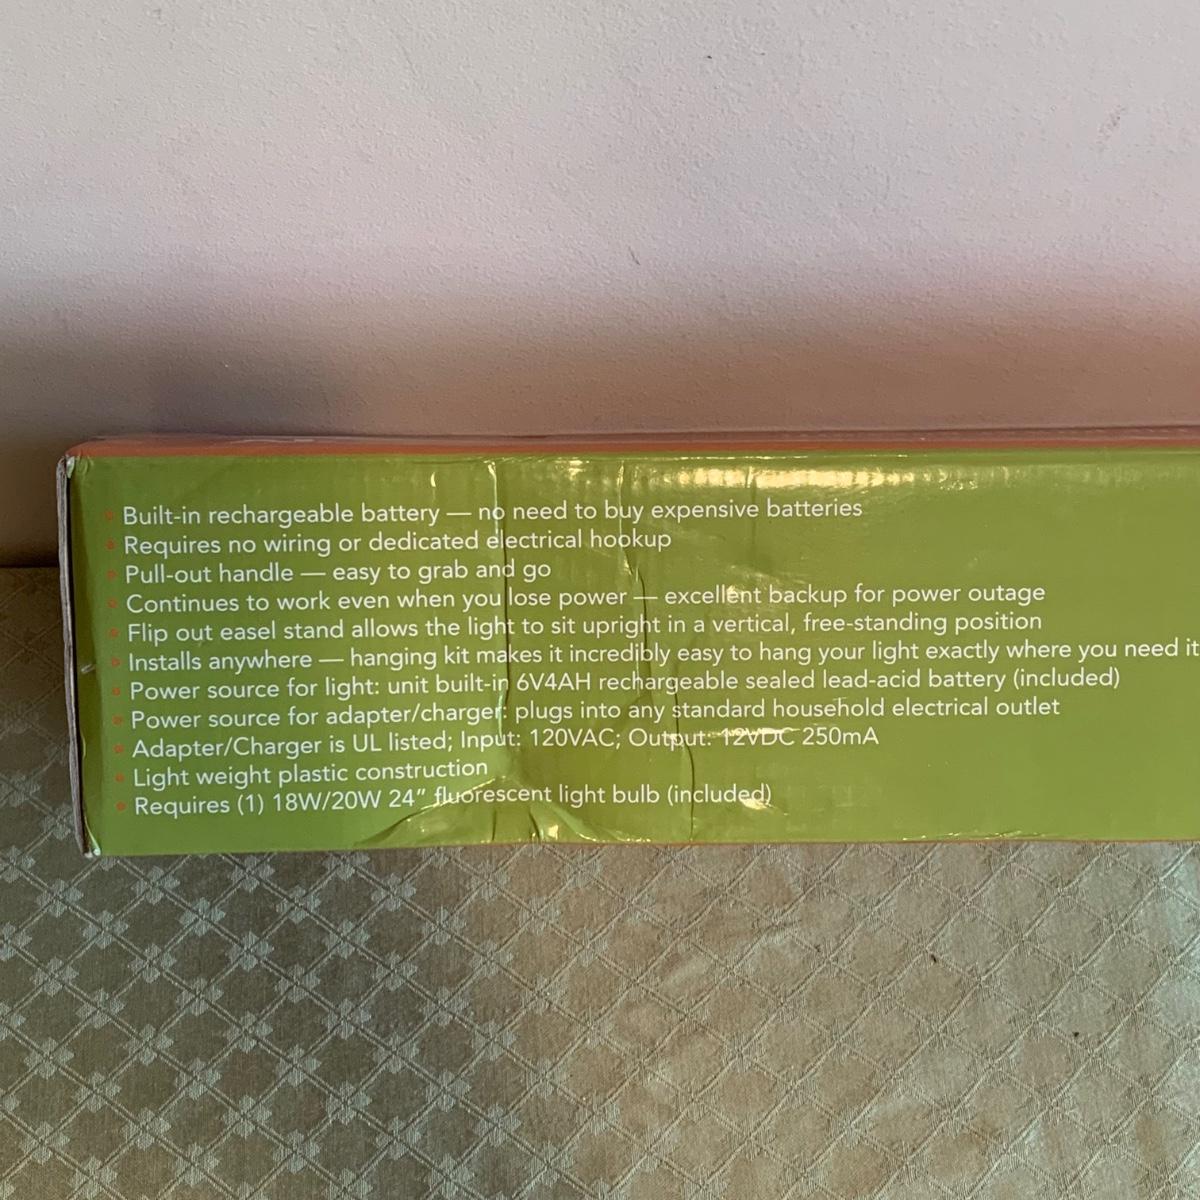 Built-in rechargeable battery — no need to buy expensive batteries
Requires no wiring or dedicated electrical hookup
Pull-out handle — easy to grab and go
Continues to work even when you lose power — excellent backup for power outage
Flip out easel stand allows the light to sit upright in a vertical, free-standing position
Installs anywhere — hanging kit makes it incredibly easy to hang your light exactly where you need it
Power source for light: unit built-in 6V4AH rechargeable sealed lead-acid battery (included)
Power source for adapter/charger: plugs into any standard household electrical outlet
Adapter/Charger is UL listed; Input: 120VAC; Output: 12VDC 250mA
Light weight plastic construction
Requires (1) 18W/20W 24” fluorescent light bulb (included)